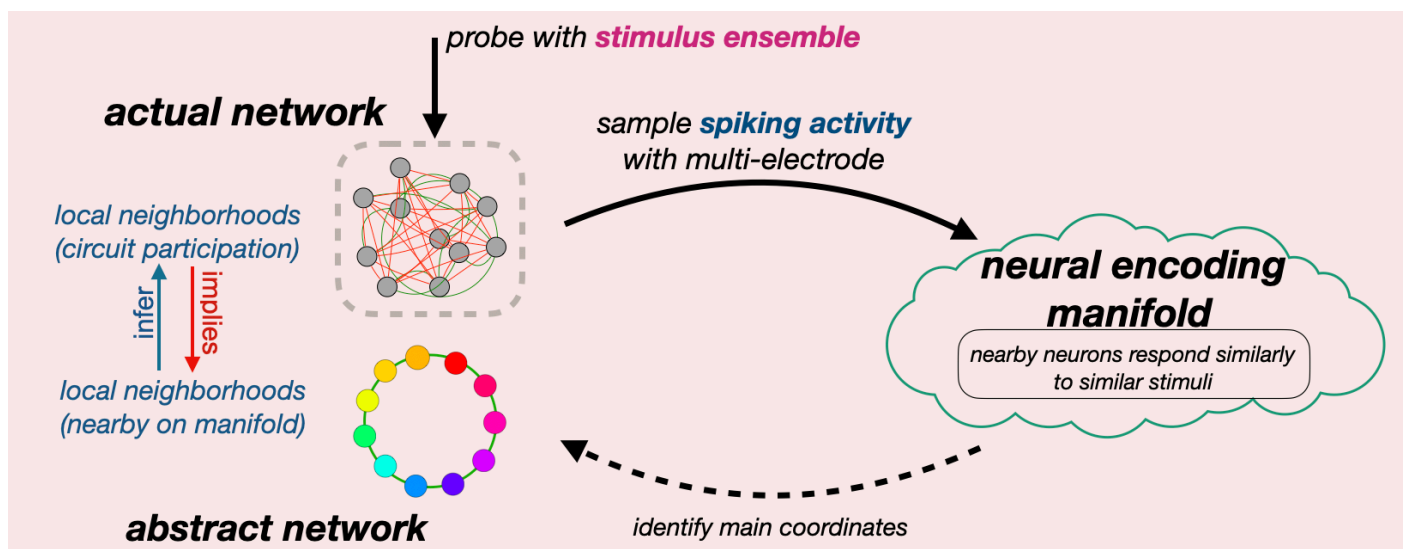 probe with stimulus ensemble
actual network
sample spiking activity
with multi-electrode
local neighborhoods
(circuit participation)
infer
implies
local neighborhoods
(nearby on manifold)
neural encoding
manifold
nearby neurons respond similarly
to similar stimuli
abstract network
identify main coordinates